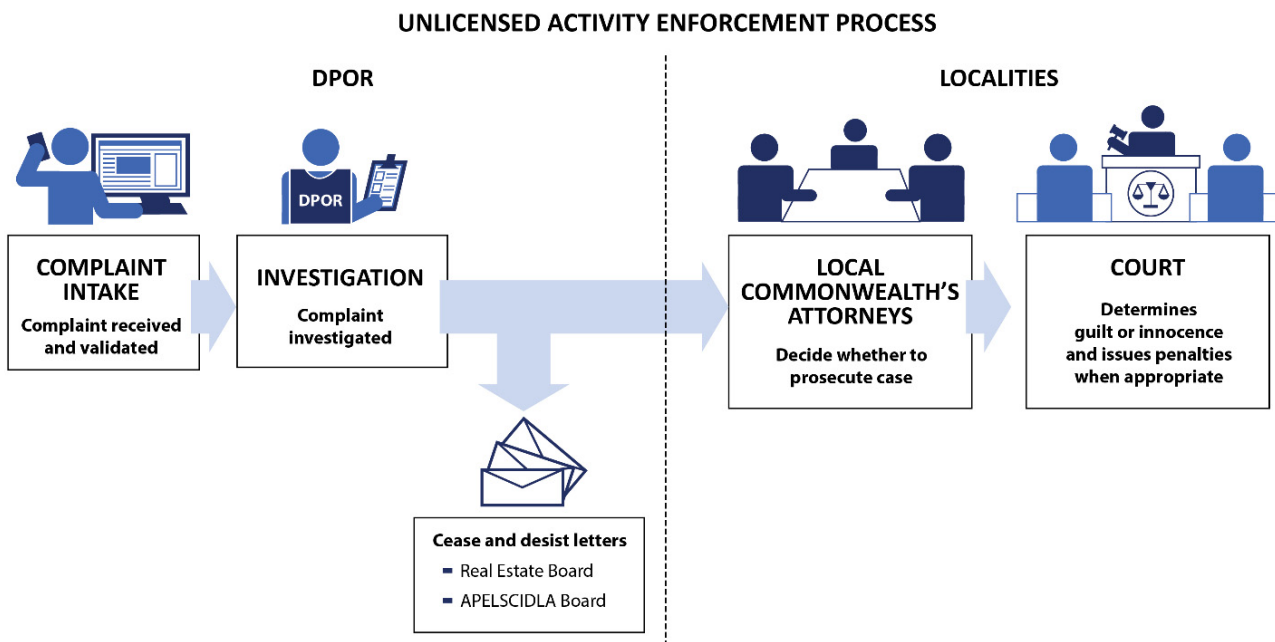 UNLICENSED ACTIVITY ENFORCEMENT PROCESS
DPOR
LOCALITIES
DPOR
COMPLAINT
INTAKE
Complaint received
and validated
INVESTIGATION
Complaint
investigated
LOCAL
COMMONWEALTH’S
ATTORNEYS
Decide whether to
prosecute case
COURT
Determines
guilt or innocence
and issues penalties
when appropriate
Cease and desist letters
Real Estate Board
APELSCIDLA Board